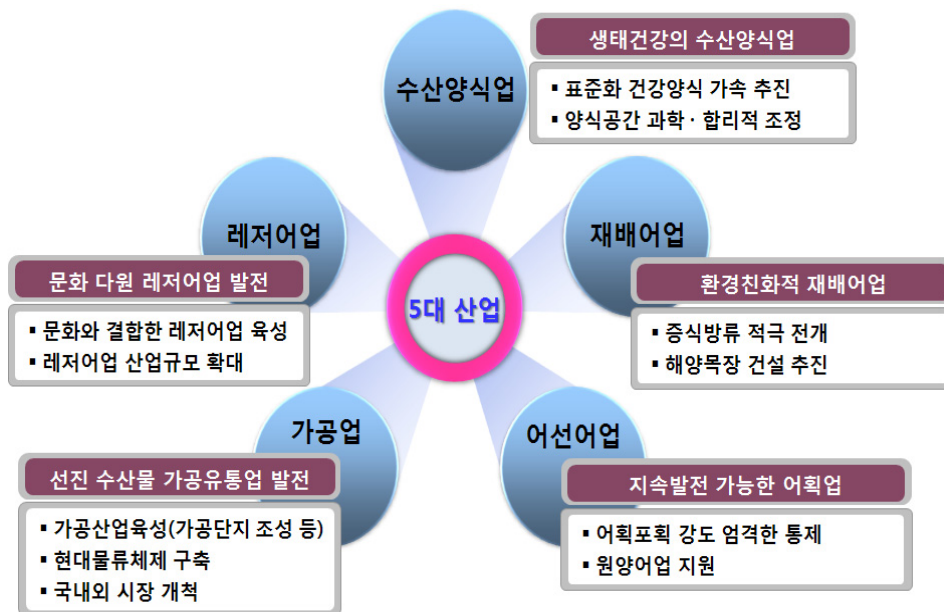 생태건강의 수산양식업
수산양식업
▪ 표준화 건강양식 가속 추진
▪ 양식공간 과학 · 합리적 조정
레저어업
재배어업
문화 다원 레저어업 발전
▪ 문화와 결합한 레저어업 육성
▪ 레저어업 산업규모 확대
5대 산업
환경친화적 재배어업
▪ 증식방류 적극 전개
▪ 해양목장 건설 추진
가공업
선진 수산물 가공유통업 발전
▪ 가공산업육성(가공단지 조성 등)
▪ 현대물류체제 구축
▪ 국내외 시장 개척
어선어업
지속발전 가능한 어획업
▪ 어획포획 강도 엄격한 통제
▪ 원양어업 지원